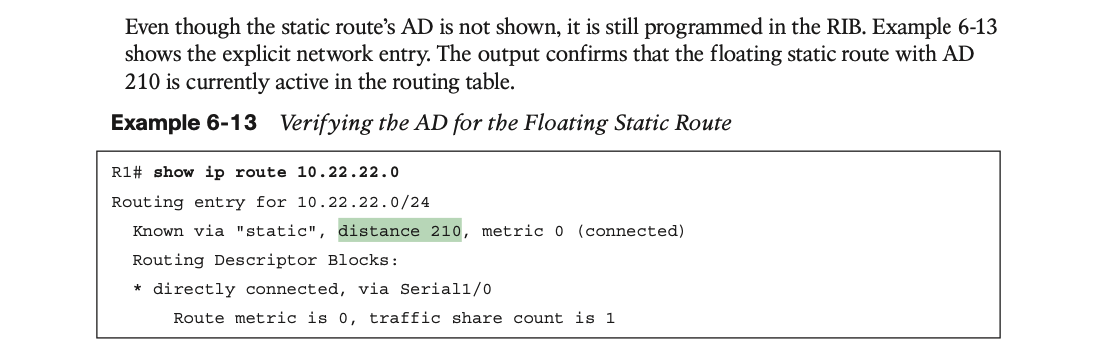 Even though the static route's AD is not shown, it is still programmed in the RIB. Example 6-13
shows the explicit network entry. The output confirms that the floating static route with AD
210 is currently active in the routing table.
Example 6-13 Verifying the AD for the Floating Static Route
R1# show ip route 10.22.22.0
Routing entry for 10.22.22.0/24
Known via "static", distance 210, metric 0 (connected)
Routing Descriptor Blocks:
* directly connected, via Serial1/0
Route metric is 0, traffic share count is 1